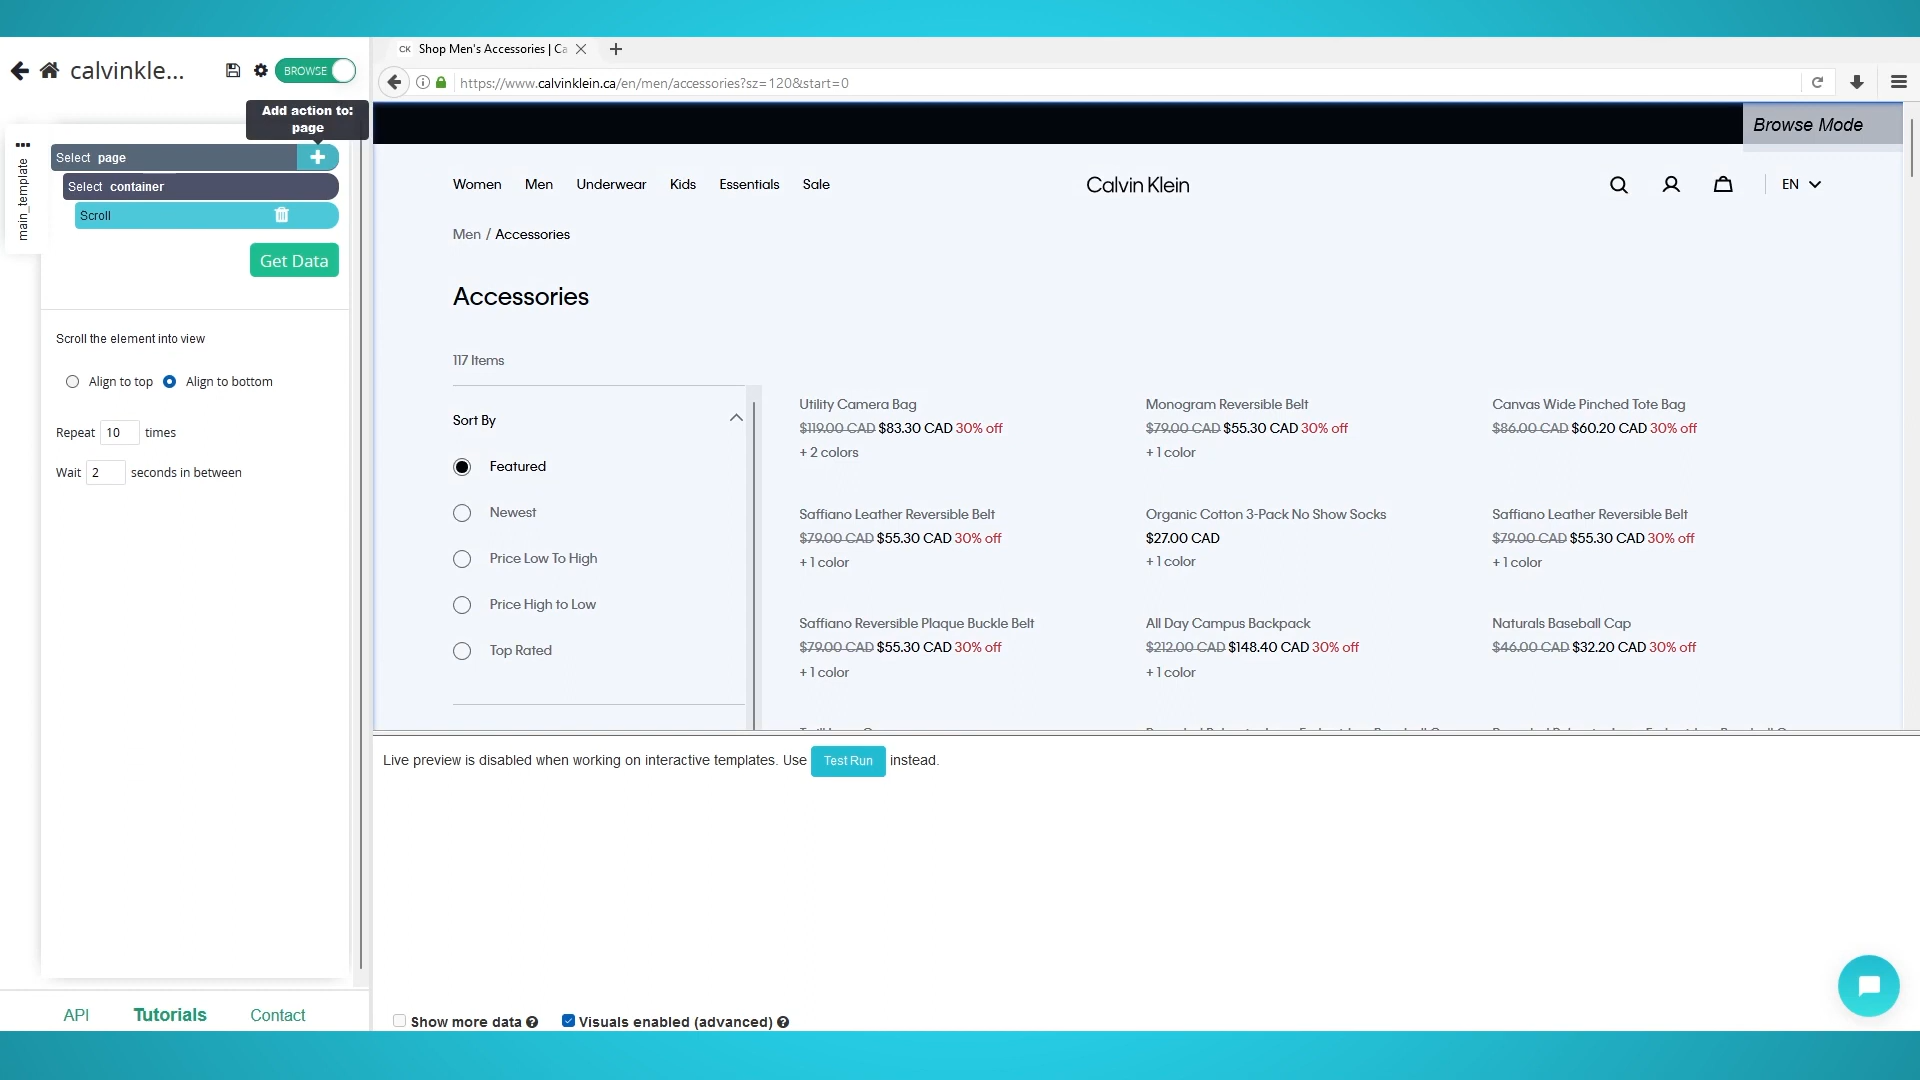 calvinkle...
BROWSE
Add action to:
page
main_template
Select page
Select container
Scroll
Get Data
Scroll the element into view
Align to top
Align to bottom
Repeat 10 times
Wait 2 seconds in between
API
Tutorials
Contact
CK Shop Men's Accessories | Ca
https://www.calvinklein.ca/en/men/accessories?sz=120&start=0
Browse Mode
Women
Men
Underwear
Kids
Essentials
Sale
Calvin Klein
EN
Men / Accessories
Accessories
117 Items
Sort By
Featured
Newest
Price Low To High
Price High to Low
Top Rated
Utility Camera Bag
$119.00 CAD $83.30 CAD 30% off
+ 2 colors
Monogram Reversible Belt
$79.00 CAD $55.30 CAD 30% off
+ 1 color
Canvas Wide Pinched Tote Bag
$86.00 CAD $60.20 CAD 30% off
Saffiano Leather Reversible Belt
$79.00 CAD $55.30 CAD 30% off
+ 1 color
Organic Cotton 3-Pack No Show Socks
$27.00 CAD
+ 1 color
Saffiano Leather Reversible Belt
$79.00 CAD $55.30 CAD 30% off
+ 1 color
Saffiano Reversible Plaque Buckle Belt
$79.00 CAD $55.30 CAD 30% off
+ 1 color
All Day Campus Backpack
$212.00 CAD $148.40 CAD 30% off
+ 1 color
Naturals Baseball Cap
$46.00 CAD $32.20 CAD 30% off
Live preview is disabled when working on interactive templates. Use Test Run instead.
Show more data
Visuals enabled (advanced)